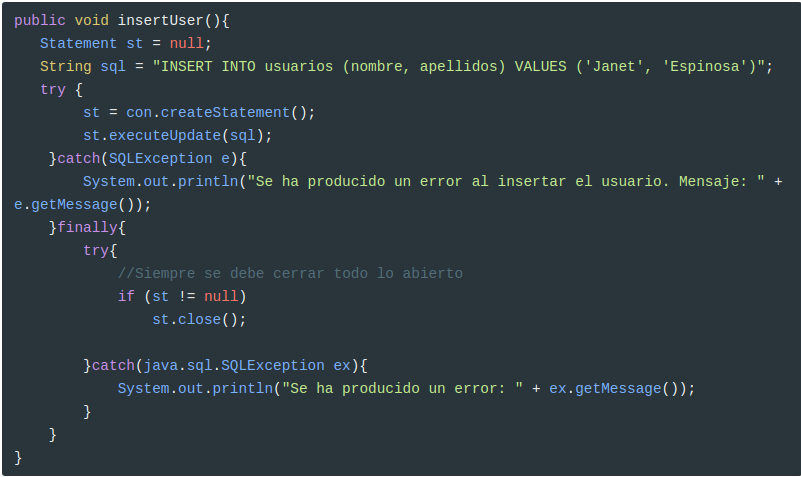 public void insertUser(){
   Statement st = null;
   String sql = "INSERT INTO usuarios (nombre, apellidos) VALUES ('Janet', 'Espinosa')";
   try {
        st = con.createStatement();
        st.executeUpdate(sql);
    }catch(SQLException e){
        System.out.println("Se ha producido un error al insertar el usuario. Mensaje: " +
e.getMessage());
    }finally{
        try{
            //Siempre se debe cerrar todo lo abierto
            if (st != null)
                st.close();

        }catch(java.sql.SQLException ex){
            System.out.println("Se ha producido un error: " + ex.getMessage());
        }
    }
}